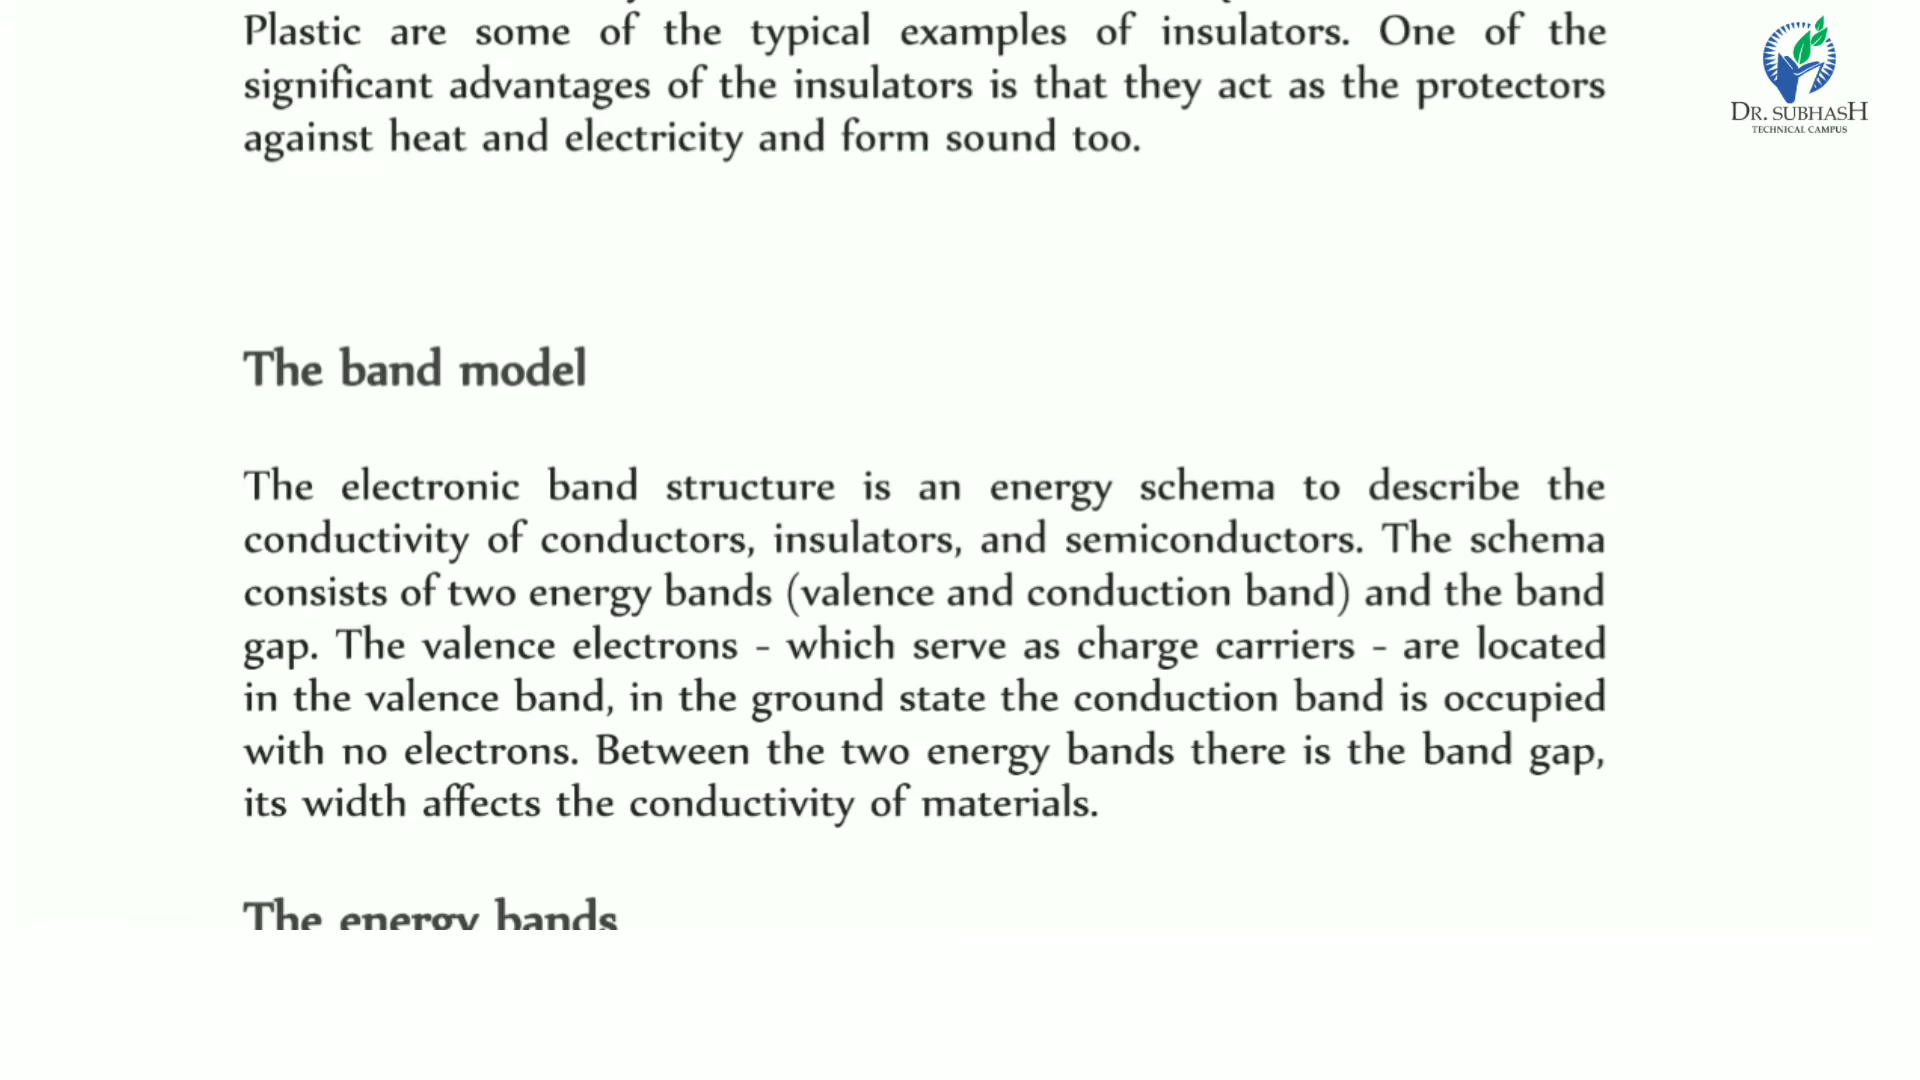 Plastic are some of the typical examples of insulators. One of the
significant advantages of the insulators is that they act as the protectors
against heat and electricity and form sound too.
DR. SUBHASH
TECHNICAL CAMPUS
The band model
The electronic band structure is an energy schema to describe the
conductivity of conductors, insulators, and semiconductors. The schema
consists of two energy bands (valence and conduction band) and the band
gap. The valence electrons - which serve as charge carriers - are located
in the valence band, in the ground state the conduction band is occupied
with no electrons. Between the two energy bands there is the band gap,
its width affects the conductivity of materials.
The energy bands